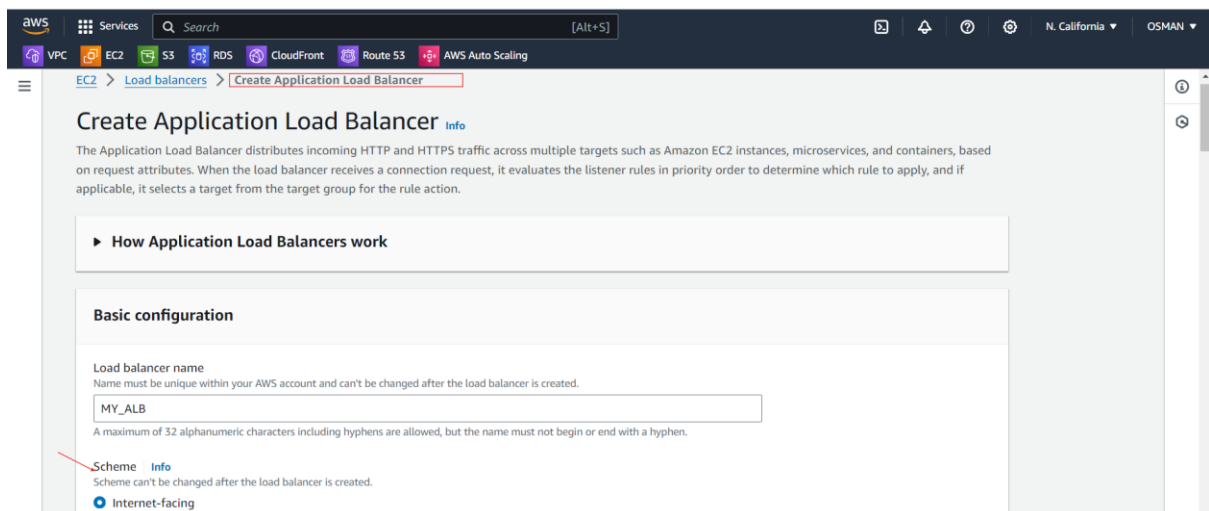 aws Services Search [Alt+S] N. California ▼ OSMAN ▼
VPC EC2 S3 RDS CloudFront Route 53 AWS Auto Scaling
EC2 > Load balancers > Create Application Load Balancer
Create Application Load Balancer Info
The Application Load Balancer distributes incoming HTTP and HTTPS traffic across multiple targets such as Amazon EC2 instances, microservices, and containers, based
on request attributes. When the load balancer receives a connection request, it evaluates the listener rules in priority order to determine which rule to apply, and if
applicable, it selects a target from the target group for the rule action.
▶ How Application Load Balancers work
Basic configuration
Load balancer name
Name must be unique within your AWS account and can't be changed after the load balancer is created.
MY_ALB
A maximum of 32 alphanumeric characters including hyphens are allowed, but the name must not begin or end with a hyphen.
Scheme Info
Scheme can't be changed after the load balancer is created.
Internet-facing